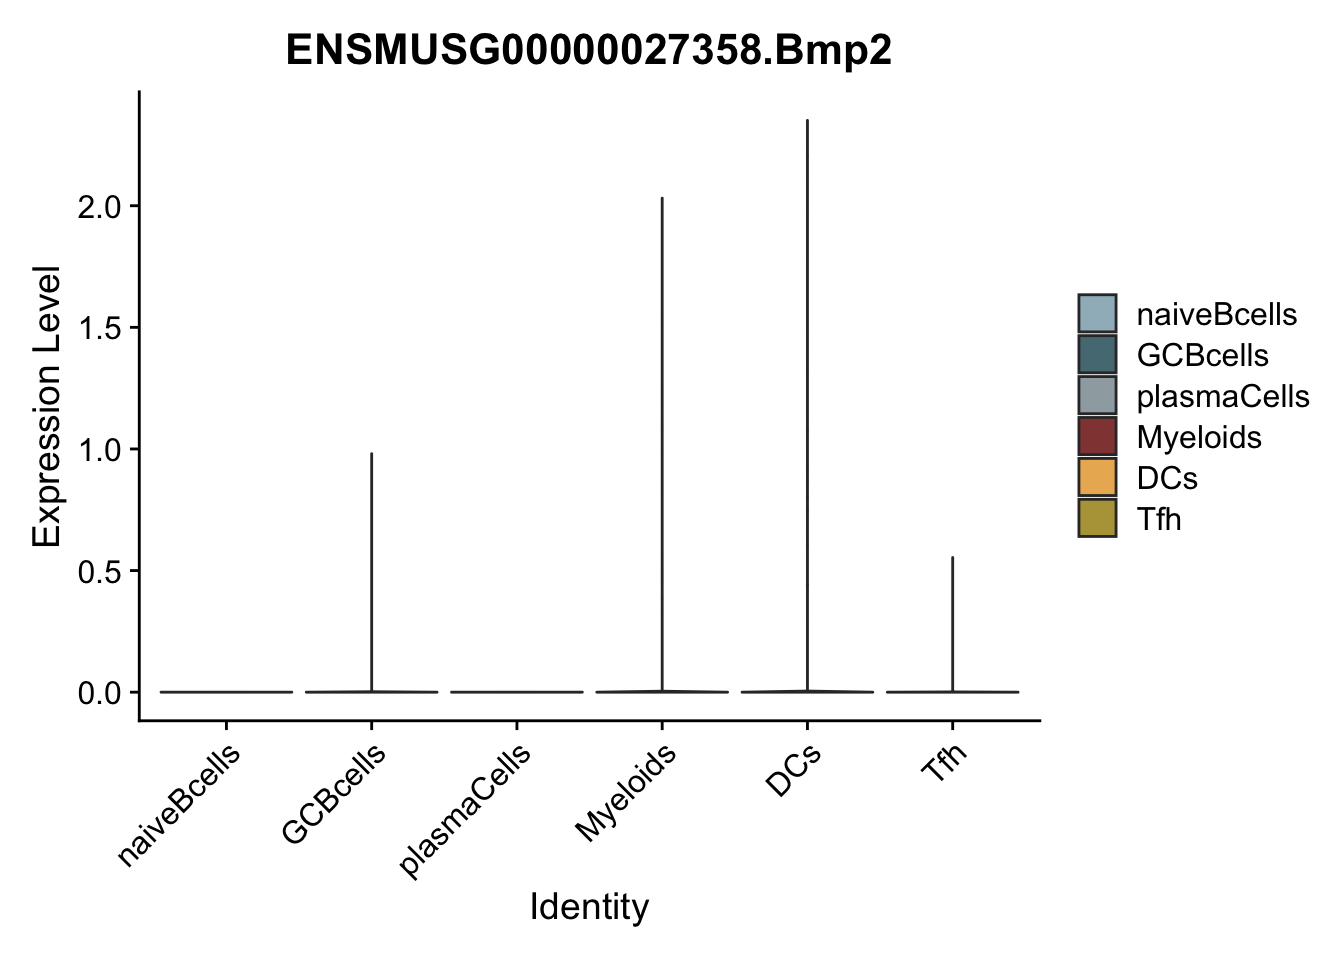 ENSMUSG00000027358.Bmp2
Expression Level
2.0
1.5
1.0
0.5
0.0
naiveBcells
GCBcells
plasmaCells
Myeloids
DCs
Tfh
Identity
naiveBcells
GCBcells
plasmaCells
Myeloids
DCs
Tfh